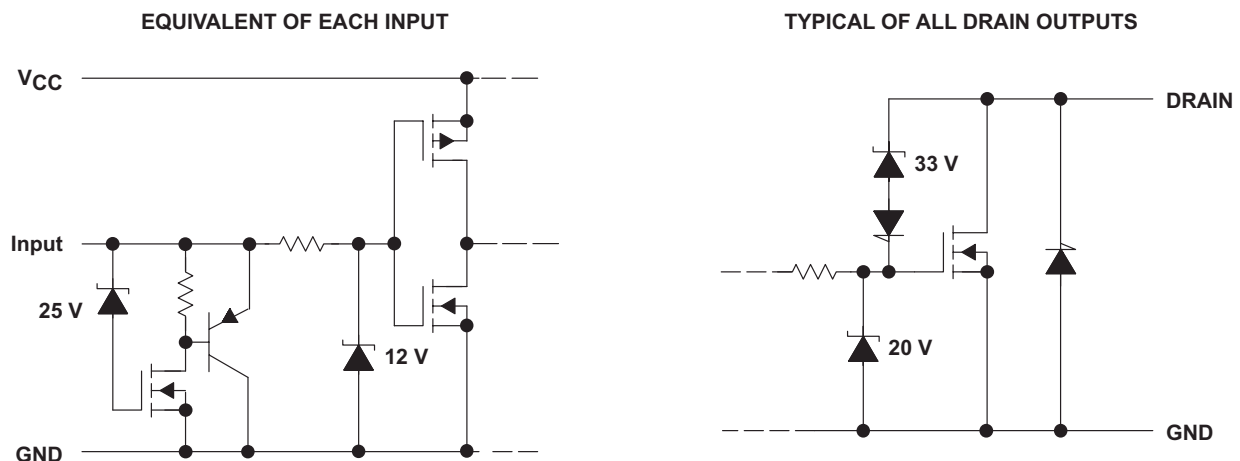 EQUIVALENT OF EACH INPUT
VCC
Input
25 V
12 V
GND
TYPICAL OF ALL DRAIN OUTPUTS
DRAIN
33 V
20 V
GND